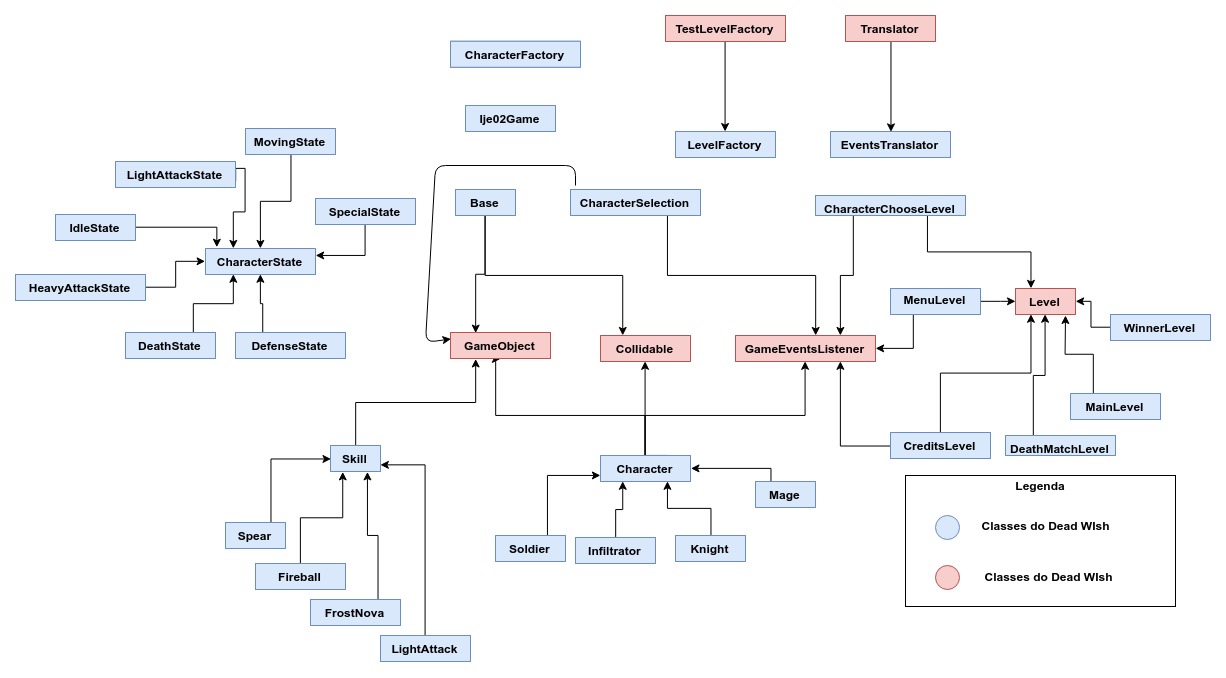 TestLevelFactory
Translator
CharacterFactory
Ije02Game
MovingState
LevelFactory
EventsTranslator
LightAttackState
SpecialState
Base
CharacterSelection
CharacterChooseLevel
IdleState
CharacterState
HeavyAttackState
MenuLevel
Level
WinnerLevel
DeathState
DefenseState
GameObject
Collidable
GameEventsListener
MainLevel
CreditsLevel
DeathMatchLevel
Skill
Character
Mage
Legenda
Spear
Soldier
Infiltrator
Knight
Classes do Dead WIsh
Fireball
Classes do Dead WIsh
FrostNova
LightAttack